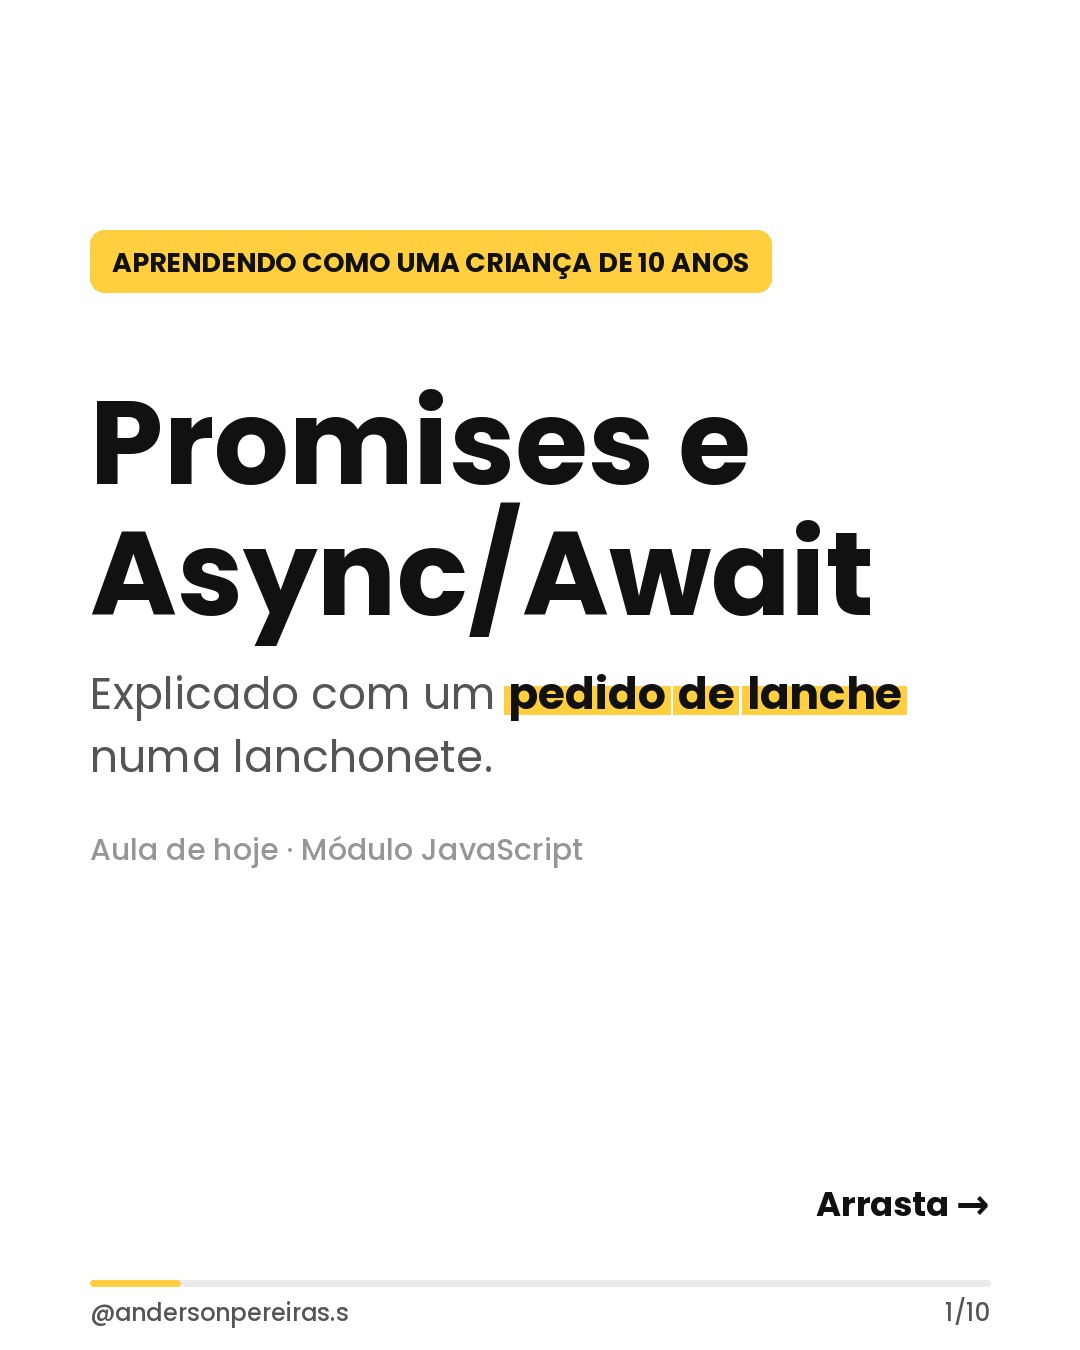 APRENDENDO COMO UMA CRIANÇA DE 10 ANOS
Promises e
Async/Await
Explicado com um pedido de lanche
numa lanchonete.
Aula de hoje · Módulo JavaScript
Arrasta →
@andersonpereiras.s
1/10